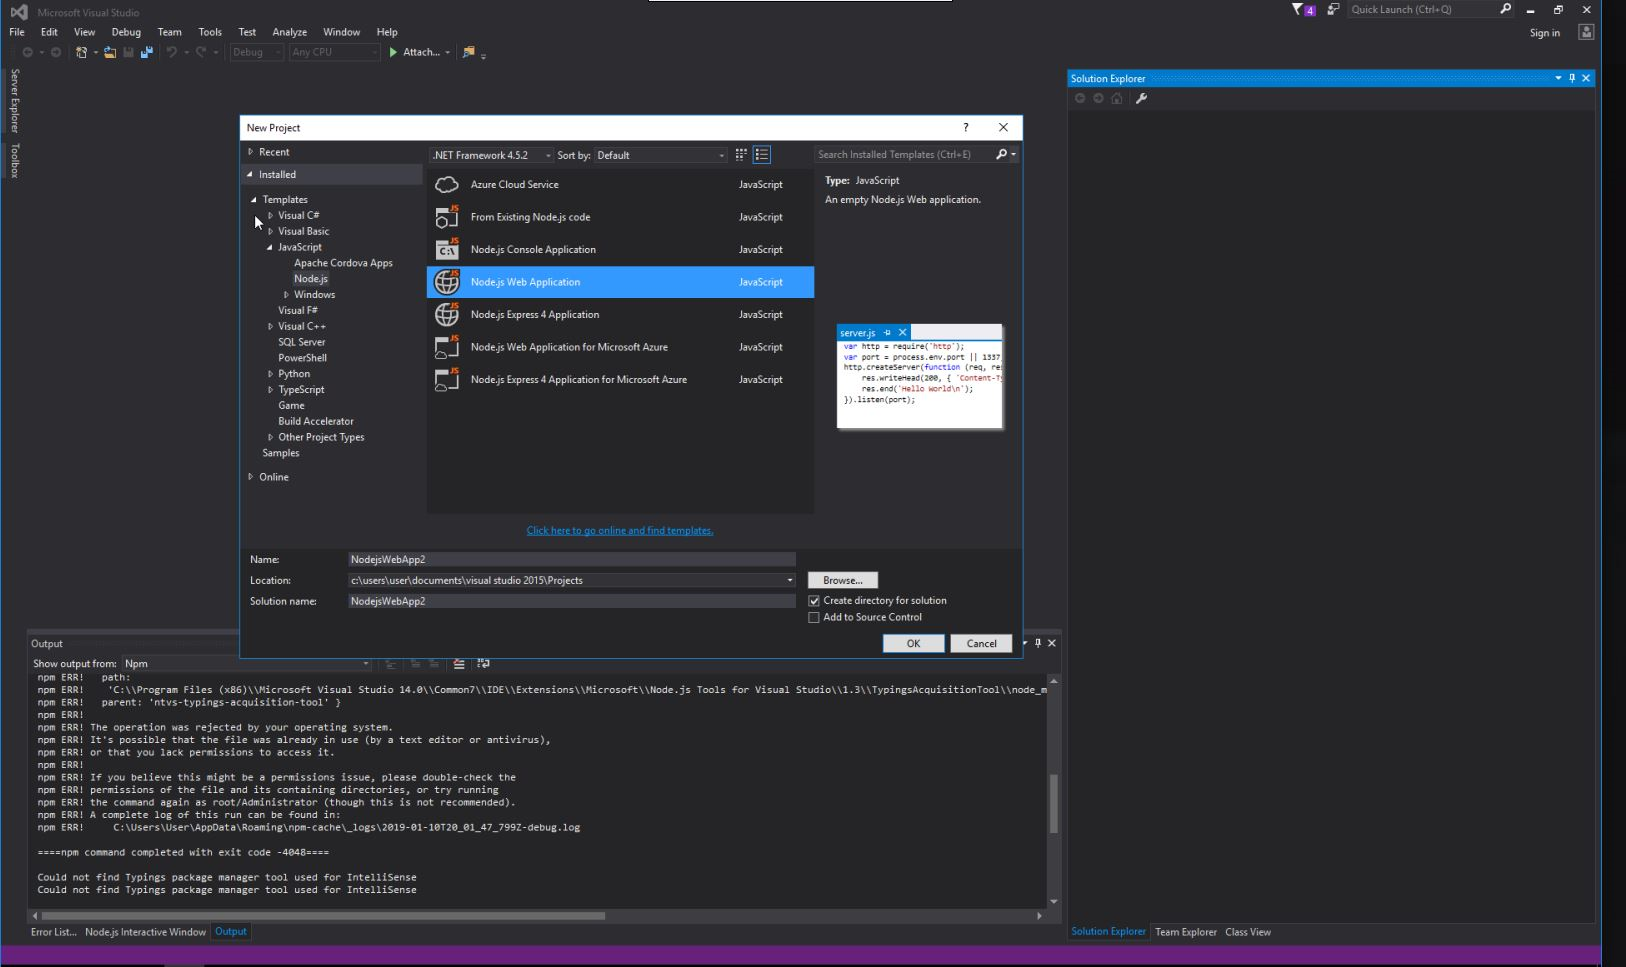 Microsoft Visual Studio
4
Quick Launch (Ctrl+Q)
File Edit View Debug Team Tools Test Analyze Window Help
Sign in
Debug Any CPU Attach...
Server Explorer
Toolbox
Solution Explorer
New Project
?
Recent
.NET Framework 4.5.2 Sort by: Default
Search Installed Templates (Ctrl+E)
Installed
Templates
Visual C#
Visual Basic
JavaScript
Apache Cordova Apps
Node.js
Windows
Visual F#
Visual C++
SQL Server
PowerShell
Python
TypeScript
Game
Build Accelerator
Other Project Types
Samples
Online
Azure Cloud Service JavaScript
From Existing Node.js code JavaScript
Node.js Console Application JavaScript
Node.js Web Application JavaScript
Node.js Express 4 Application JavaScript
Node.js Web Application for Microsoft Azure JavaScript
Node.js Express 4 Application for Microsoft Azure JavaScript
Type: JavaScript
An empty Node.js Web application.
server.js
var http = require('http');
var port = process.env.port || 1337
http.createServer(function (req, re
res.writeHead(200, { 'Content-T
res.end('Hello World\n');
}).listen(port);
Click here to go online and find templates.
Name: NodejsWebApp2
Location: c:\users\user\documents\visual studio 2015\Projects
Browse...
Solution name: NodejsWebApp2
Create directory for solution
Add to Source Control
OK Cancel
Output
Show output from: Npm
npm ERR! path:
npm ERR! 'C:\\Program Files (x86)\\Microsoft Visual Studio 14.0\\Common7\\IDE\\Extensions\\Microsoft\\Node.js Tools for Visual Studio\\1.3\\TypingsAcquisitionTool\\node_m
npm ERR! parent: 'ntvs-typings-acquisition-tool' }
npm ERR!
npm ERR! The operation was rejected by your operating system.
npm ERR! It's possible that the file was already in use (by a text editor or antivirus),
npm ERR! or that you lack permissions to access it.
npm ERR!
npm ERR! If you believe this might be a permissions issue, please double-check the
npm ERR! permissions of the file and its containing directories, or try running
npm ERR! the command again as root/Administrator (though this is not recommended).
npm ERR! A complete log of this run can be found in:
npm ERR! C:\Users\User\AppData\Roaming\npm-cache\_logs\2019-01-10T20_01_47_799Z-debug.log
====npm command completed with exit code -4048====
Could not find Typings package manager tool used for IntelliSense
Could not find Typings package manager tool used for IntelliSense
Error List... Node.js Interactive Window Output
Solution Explorer Team Explorer Class View